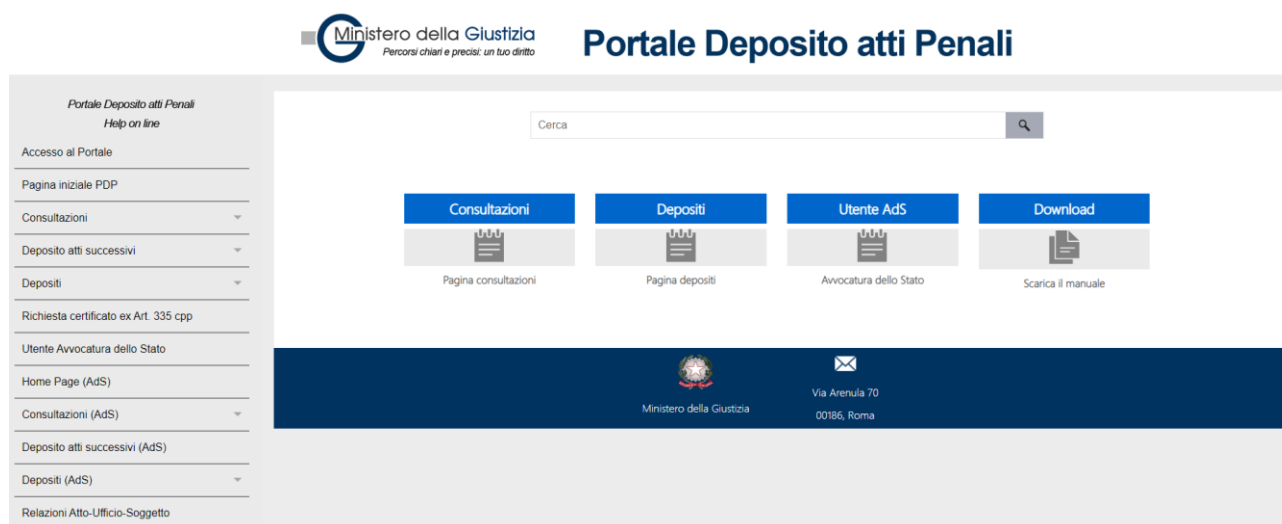 Ministero della Giustizia
Percorsi chiari e precisi: un tuo diritto
Portale Deposito atti Penali
Portale Deposito atti Penali
Help on line
Accesso al Portale
Pagina iniziale PDP
Consultazioni
Deposito atti successivi
Depositi
Richiesta certificato ex Art. 335 cpp
Utente Avvocatura dello Stato
Home Page (AdS)
Consultazioni (AdS)
Deposito atti successivi (AdS)
Depositi (AdS)
Relazioni Atto-Ufficio-Soggetto
Cerca
Consultazioni
Pagina consultazioni
Depositi
Pagina depositi
Utente AdS
Avvocatura dello Stato
Download
Scarica il manuale
Ministero della Giustizia
Via Arenula 70
00186, Roma